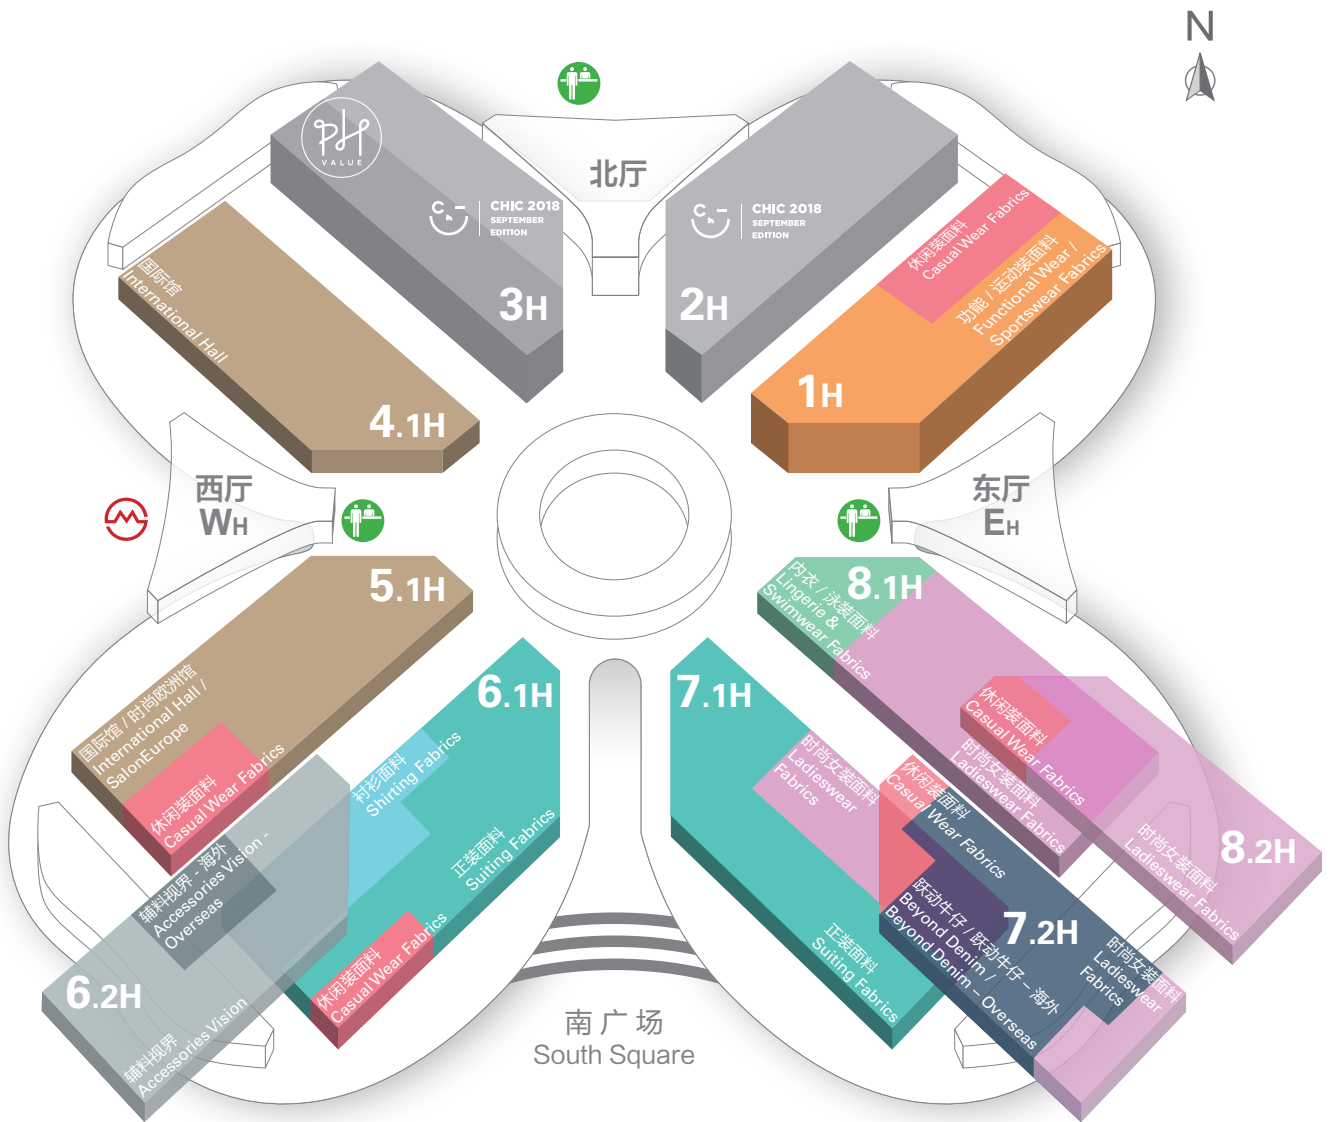 N
PH
VALUE
北厅
CHIC 2018
SEPTEMBER
EDITION
3H
CHIC 2018
SEPTEMBER
EDITION
2H
休闲装面料
Casual Wear Fabrics
功能 / 运动装面料
Functional Wear /
Sportswear Fabrics
1H
国际馆
International Hall
4.1H
西厅
WH
东厅
EH
5.1H
国际馆 / 时尚欧洲馆
International Hall /
SalonEurope
休闲装面料
Casual Wear Fabrics
8.1H
内衣 / 泳装面料
Lingerie &
Swimwear Fabrics
时尚女装面料
Ladieswear Fabrics
休闲装面料
Casual Wear Fabrics
时尚女装面料
Ladieswear Fabrics
8.2H
6.1H
衬衫面料
Shirting Fabrics
正装面料
Suiting Fabrics
休闲装面料
Casual Wear Fabrics
辅料视界 - 海外
Accessories Vision -
Overseas
6.2H
辅料视界
Accessories Vision
7.1H
时尚女装面料
Ladieswear
Fabrics
正装面料
Suiting Fabrics
休闲装面料
Casual Wear Fabrics
7.2H
跃动牛仔 / 跃动牛仔 – 海外
Beyond Denim /
Beyond Denim – Overseas
时尚女装面料
Ladieswear
Fabrics
南广场
South Square